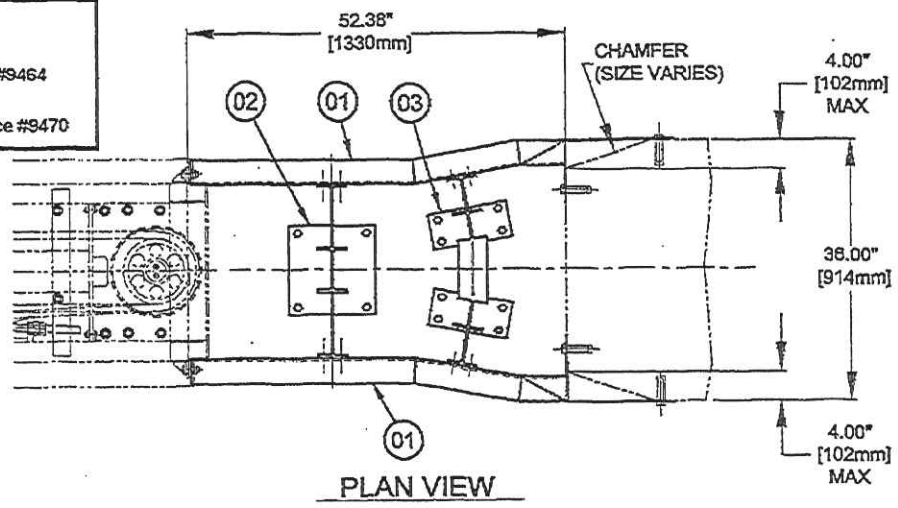 #9464
ce #9470
52.38"
[1330mm]
CHAMFER
(SIZE VARIES)
4.00"
[102mm]
MAX
02
01
03
36.00"
[914mm]
01
4.00"
[102mm]
MAX
PLAN VIEW